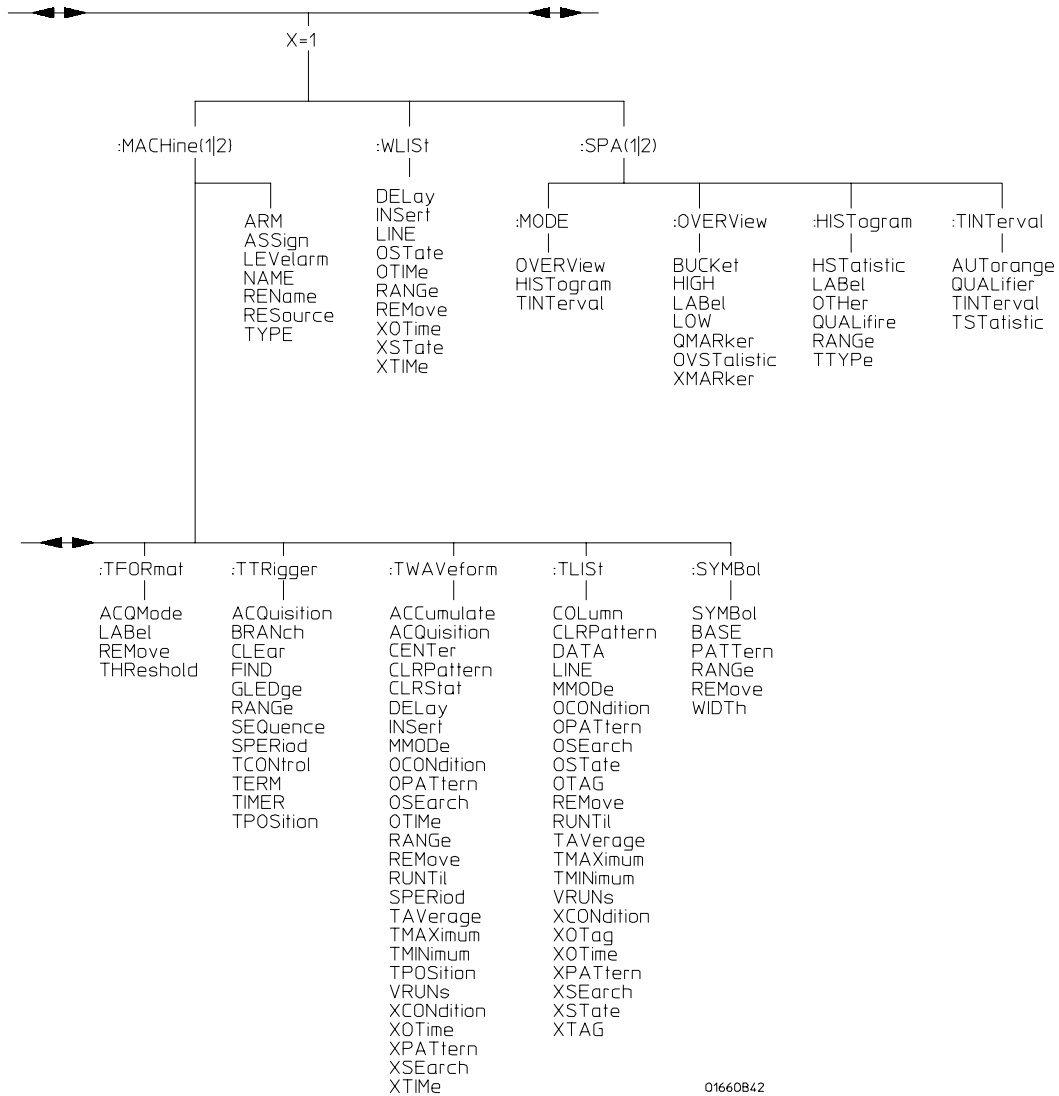 X=1
:MACHine{1|2}
:WLISt
:SPA{1|2}
ARM
ASSign
LEVelarm
NAME
REName
RESource
TYPE
DELay
INSert
LINE
OSTate
OTIMe
RANGe
REMove
XOTime
XSTate
XTIMe
:MODE
OVERView
HISTogram
TINTerval
:OVERView
BUCKet
HIGH
LABel
LOW
QMARker
OVSTalistic
XMARker
:HISTogram
HSTatistic
LABel
OTHer
QUALifire
RANGe
TTYPe
:TINTerval
AUTorange
QUALifier
TINTerval
TSTatistic
:TFORmat
ACQMode
LABel
REMove
THReshold
:TTRigger
ACQuisition
BRANch
CLEar
FIND
GLEDge
RANGe
SEQuence
SPERiod
TCONtrol
TERM
TIMER
TPOSition
:TWAVeform
ACCumulate
ACQuisition
CENTer
CLRPattern
CLRStat
DELay
INSert
MMODe
OCONdition
OPATtern
OSEarch
OTIMe
RANGe
REMove
RUNTil
SPERiod
TAVerage
TMAXimum
TMINimum
TPOSition
VRUNs
XCONdition
XOTime
XPATtern
XSEarch
XTIMe
:TLISt
COLumn
CLRPattern
DATA
LINE
MMODe
OCONdition
OPATtern
OSEarch
OSTate
OTAG
REMove
RUNTil
TAVerage
TMAXimum
TMINimum
VRUNs
XCONdition
XOTag
XOTime
XPATtern
XSEarch
XSTate
XTAG
:SYMBol
SYMBol
BASE
PATTern
RANGe
REMove
WIDTh
01660B42